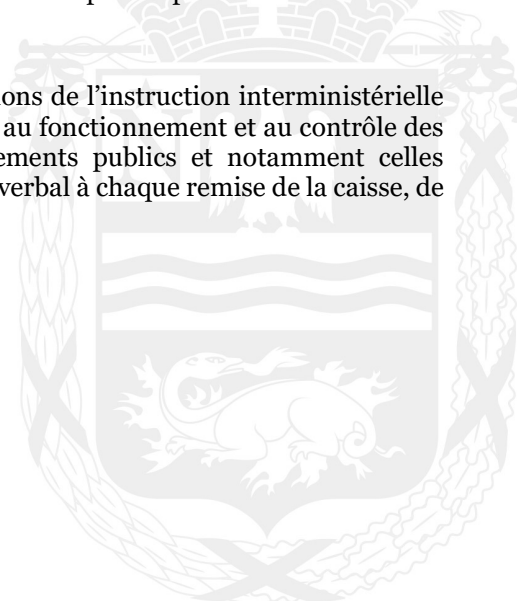 ons de l’instruction interministérielle
au fonctionnement et au contrôle des
ements publics et notamment celles
verbal à chaque remise de la caisse, de